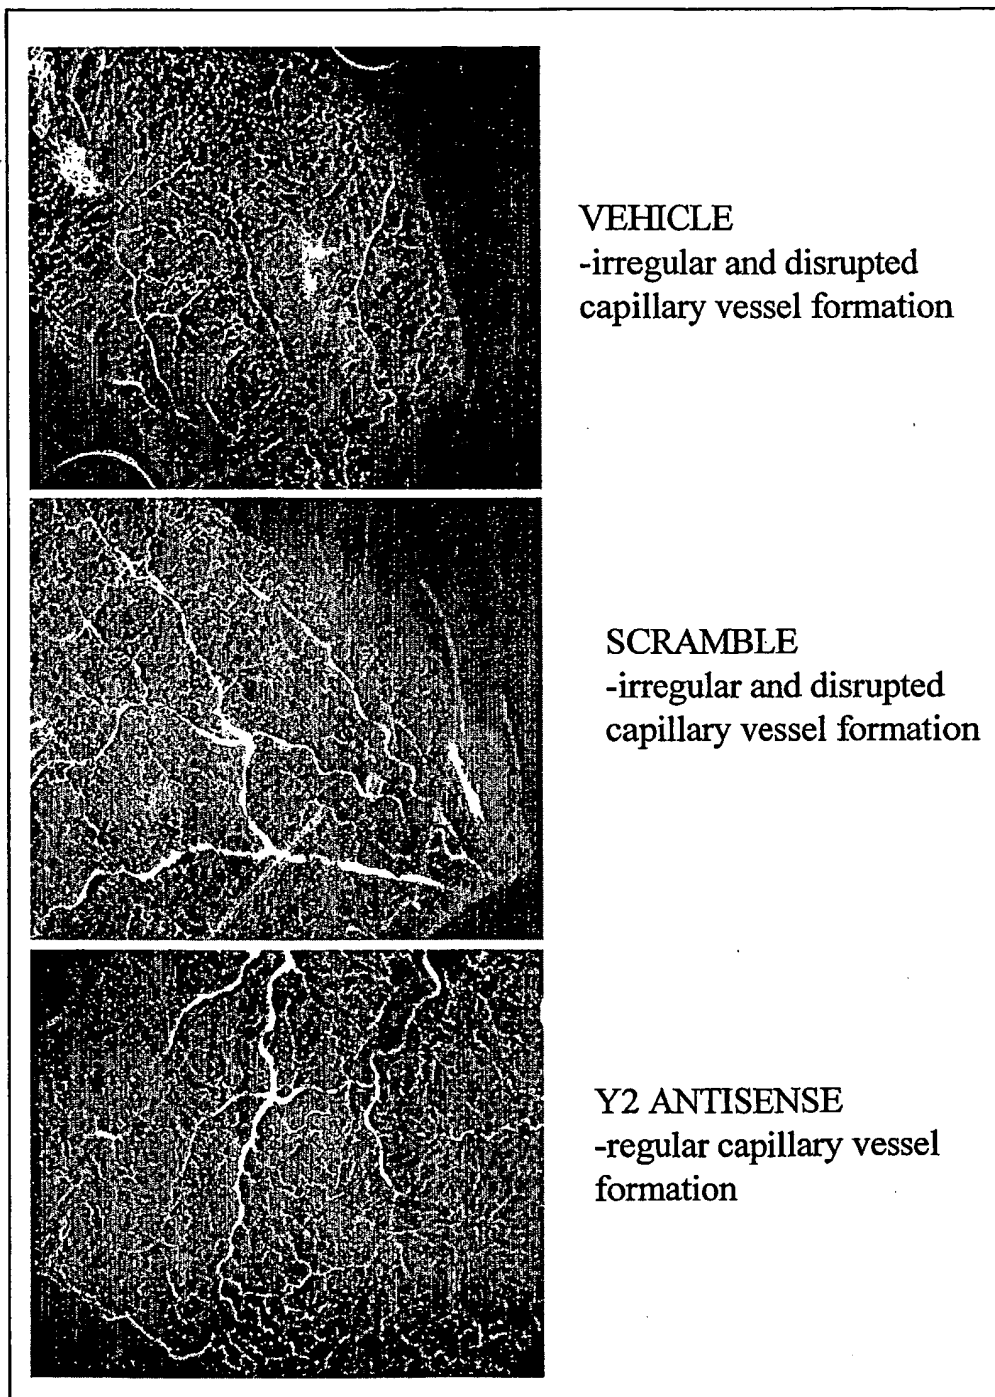 VEHICLE
-irregular and disrupted
capillary vessel formation
SCRAMBLE
-irregular and disrupted
capillary vessel formation
Y2 ANTISENSE
-regular capillary vessel
formation